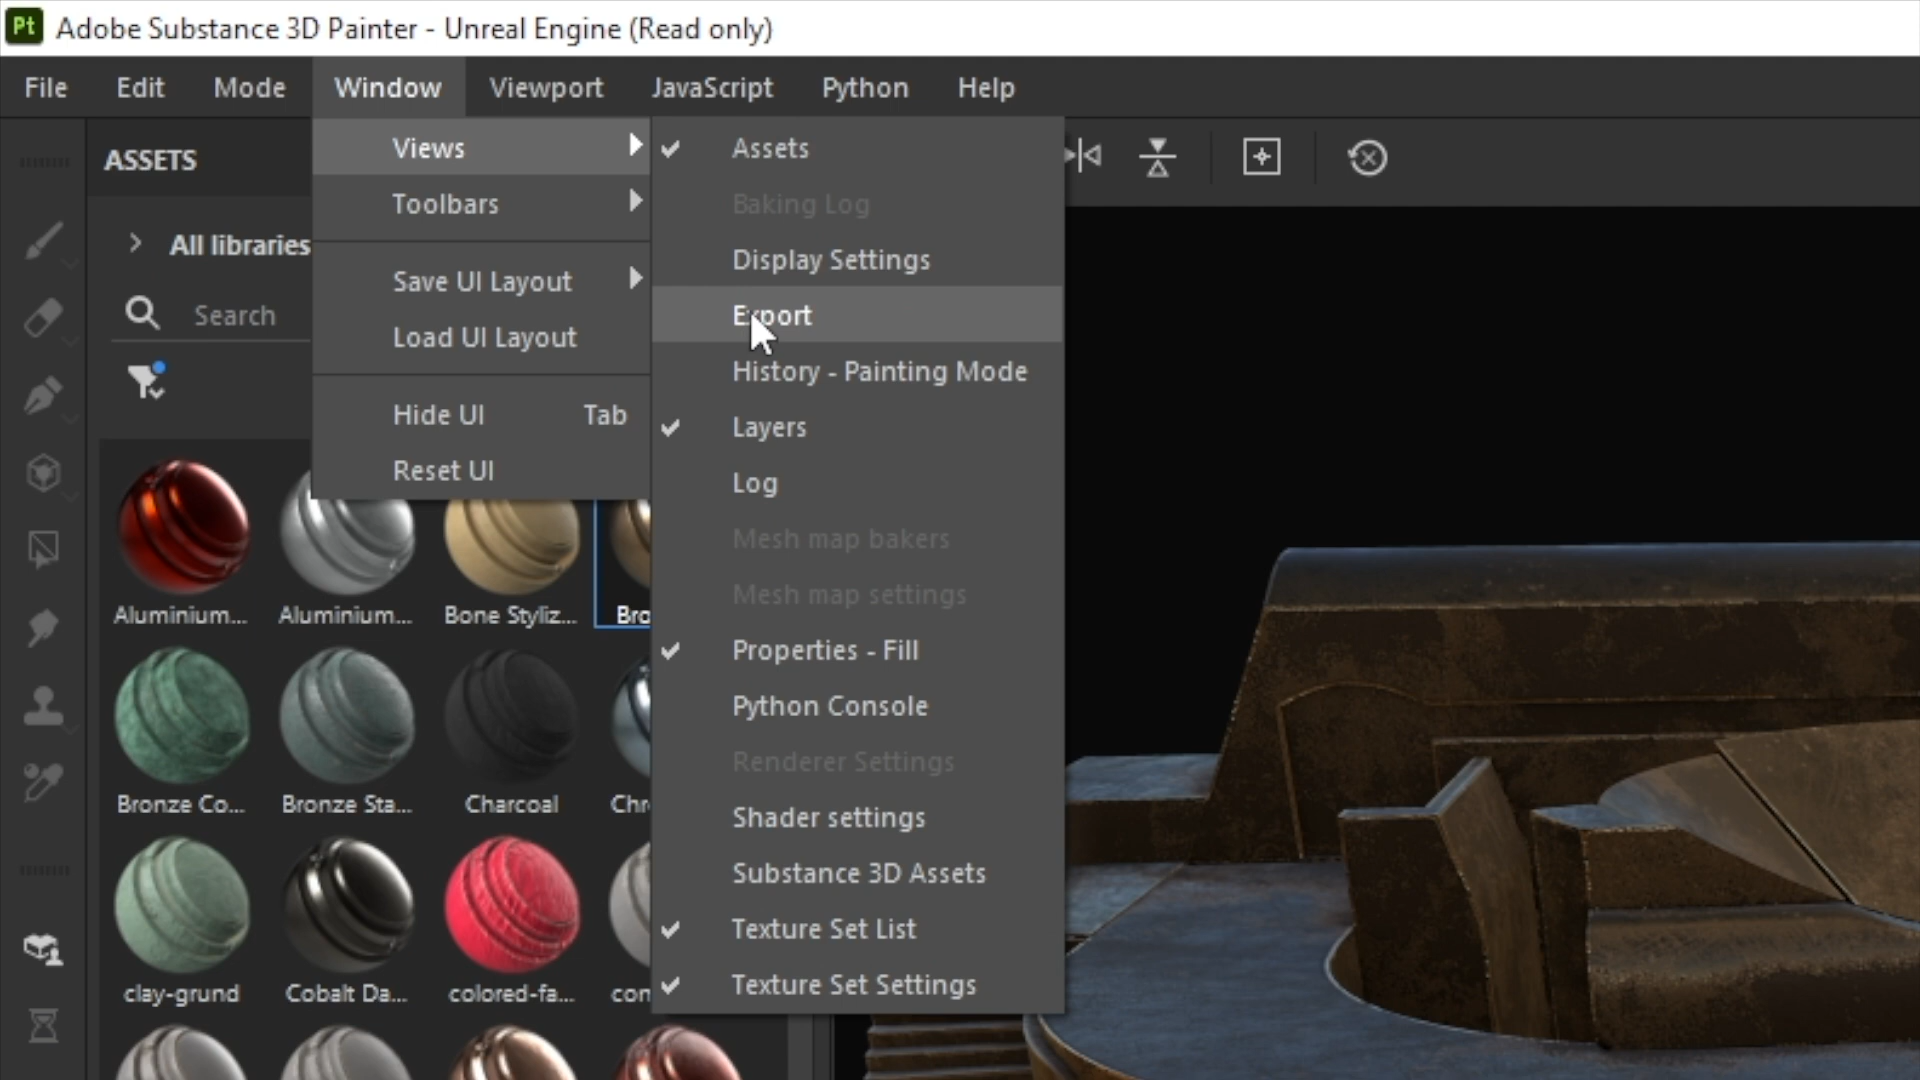 Pt Adobe Substance 3D Painter - Unreal Engine (Read only)
File Edit Mode Window Viewport JavaScript Python Help
ASSETS
All libraries
Search
Views
Toolbars
Save UI Layout
Load UI Layout
Hide UI Tab
Reset UI
Assets
Baking Log
Display Settings
Export
History - Painting Mode
Layers
Log
Mesh map bakers
Mesh map settings
Properties - Fill
Python Console
Renderer Settings
Shader settings
Substance 3D Assets
Texture Set List
Texture Set Settings
Aluminium... Aluminium... Bone Styliz... Bro
Bronze Co... Bronze Sta... Charcoal Chr
clay-grund Cobalt Da... colored-fa... con